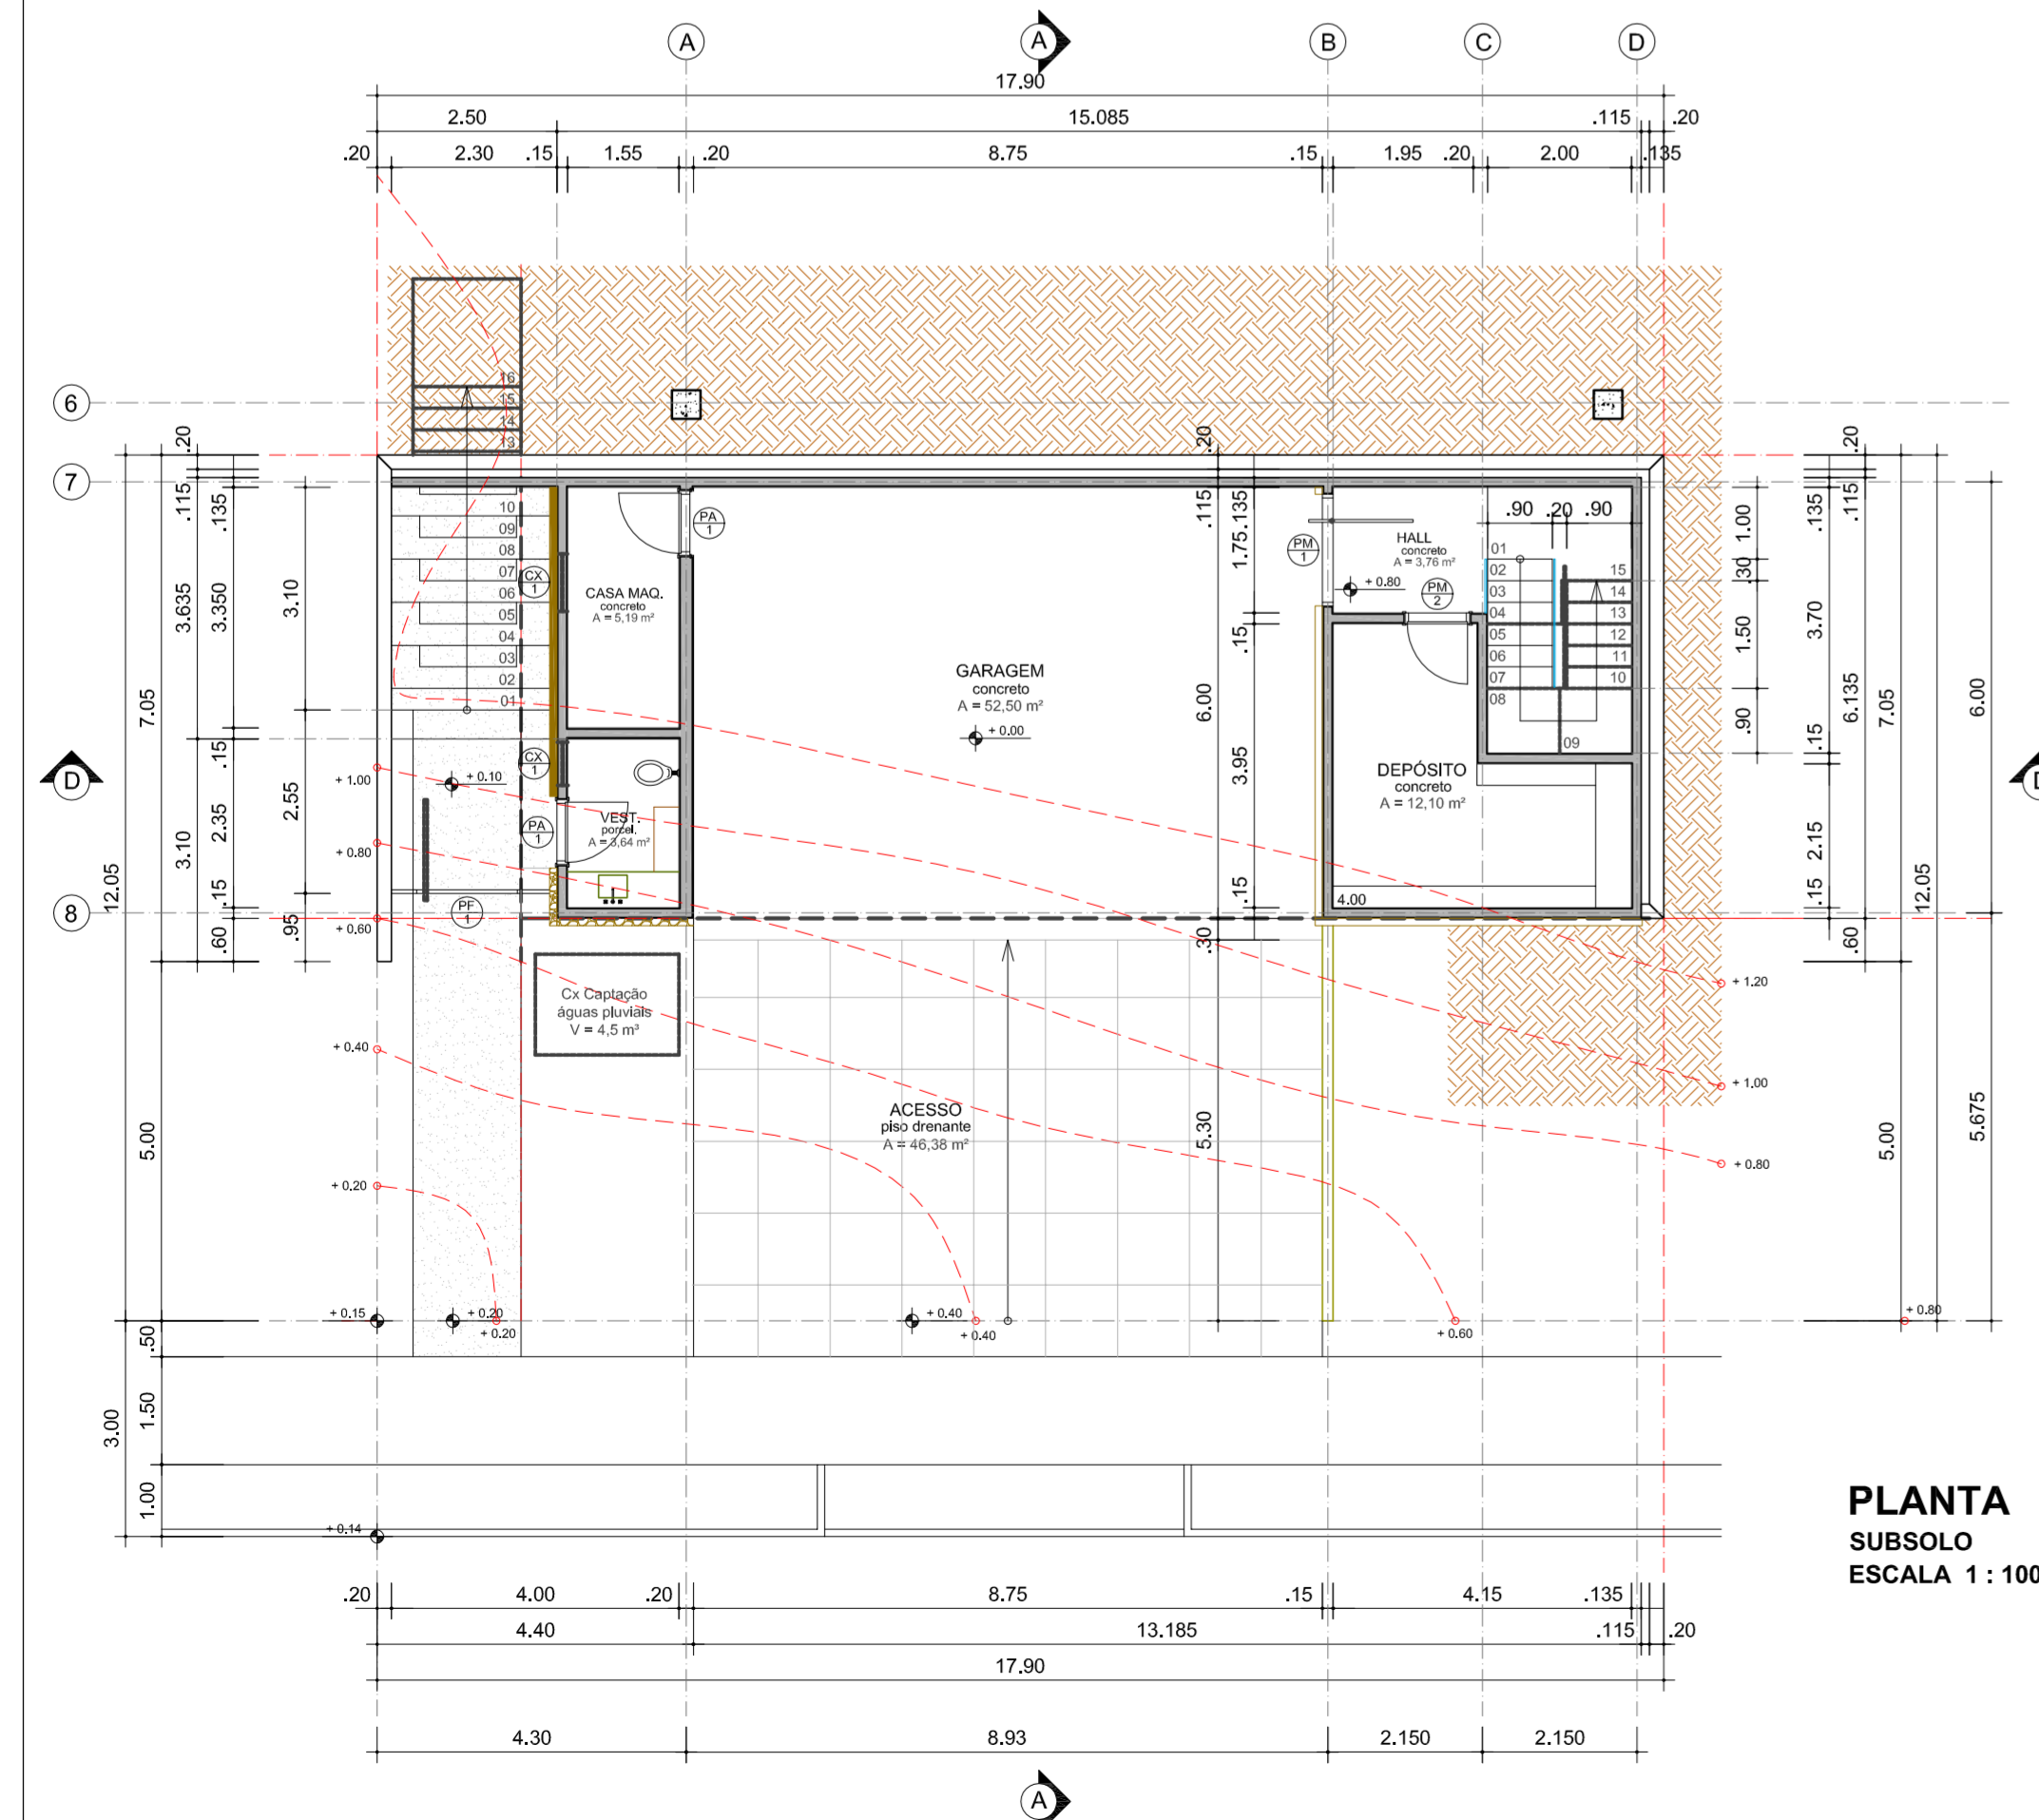 A A B C D
17.90
2.50 15.085 .115 .20
.20 2.30 .15 1.55 .20 8.75 .15 1.95 .20 2.00 .135
16
15
14
13
6
7
8
.20
.115
.135
3.635
3.350
3.10
7.05
.15
2.35
2.55
3.10
.15
.60
.95
12.05
5.00
.50
1.50
3.00
1.00
10
09
08
07
06
05
04
03
02
01
CX
1
CX
1
PA
1
PA
1
PF
1
CASA MAQ.
concreto
A = 5,19 m²
VEST.
porcel.
A = 3,64 m²
GARAGEM
concreto
A = 52,50 m²
+ 0.00
.20
.115
.135
1.75
.15
6.00
3.95
.15
.30
5.30
PM
1
HALL
concreto
A = 3,76 m²
+ 0.80
PM
2
.90 .20 .90
01
02
03
04
05
06
07
08
09
15
14
13
12
11
10
DEPÓSITO
concreto
A = 12,10 m²
4.00
1.00
.30
1.50
.90
.20
.135
.115
3.70
6.135
7.05
6.00
.15
2.15
.15
.60
12.05
5.00
5.675
D
D
+ 0.10
+ 1.00
+ 0.80
+ 0.60
+ 0.40
+ 0.20
+ 0.15
+ 0.20
+ 0.20
+ 0.40
+ 0.40
+ 0.60
+ 0.80
+ 1.20
+ 1.00
+ 0.80
+ 0.14
Cx Captação
águas pluviais
V = 4,5 m³
ACESSO
piso drenante
A = 46,38 m²
PLANTA
SUBSOLO
ESCALA 1 : 100
.20 4.00 .20 8.75 .15 4.15 .135
4.40 13.185 .115 .20
17.90
4.30 8.93 2.150 2.150
A